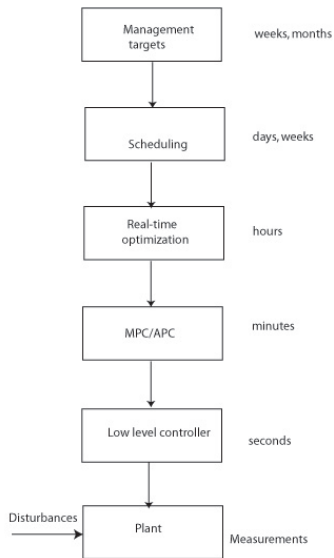 Management
targets
weeks, months
Scheduling
days, weeks
Real-time
optimization
hours
MPC/APC
minutes
Low level controller
seconds
Disturbances
Plant
Measurements